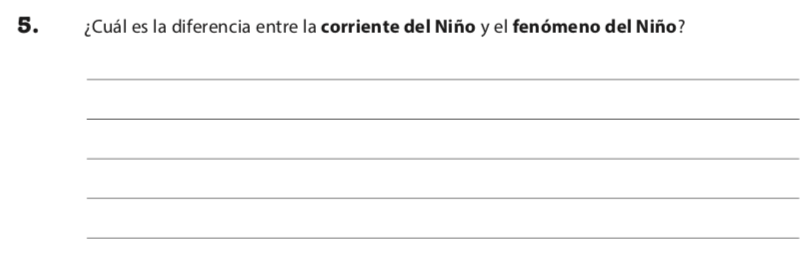 5. ¿Cuál es la diferencia entre la corriente del Niño y el fenómeno del Niño?